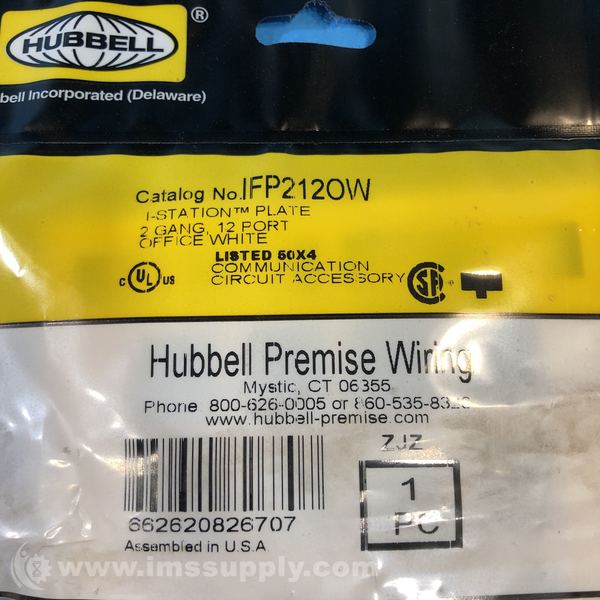 HUBBELL®
bell Incorporated (Delaware)
Catalog No. IFP212OW
I-STATION™ PLATE
2 GANG, 12 PORT
OFFICE WHITE
LISTED 60X4
COMMUNICATION
CIRCUIT ACCESSORY
C UL US
Hubbell Premise Wiring
Mystic, CT 06355
Phone 800-626-0005 or 860-535-8326
www.hubbell-premise.com
ZJZ
1
PC
662620826707
Assembled in U.S.A
www.imssupply.com